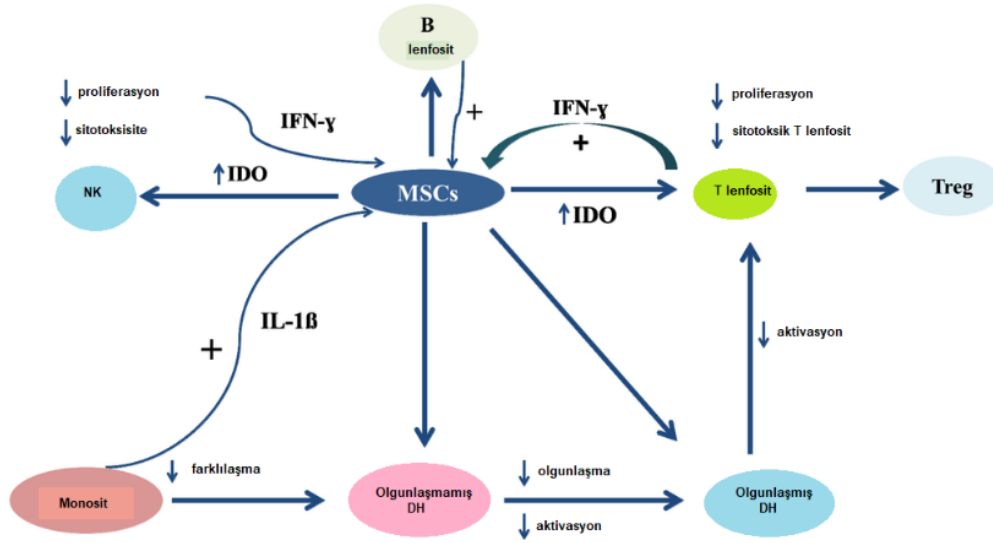 B
lenfosit
↓ proliferasyon
↓ sitotoksisite
IFN-ɣ
+
IFN-ɣ
+
↓ proliferasyon
↓ sitotoksik T lenfosit
NK
↑IDO
MSCs
↑IDO
T lenfosit
Treg
IL-1ß
+
↓ aktivasyon
Monosit
↓ farklılaşma
Olgunlaşmamış
DH
↓ olgunlaşma
↓ aktivasyon
Olgunlaşmış
DH